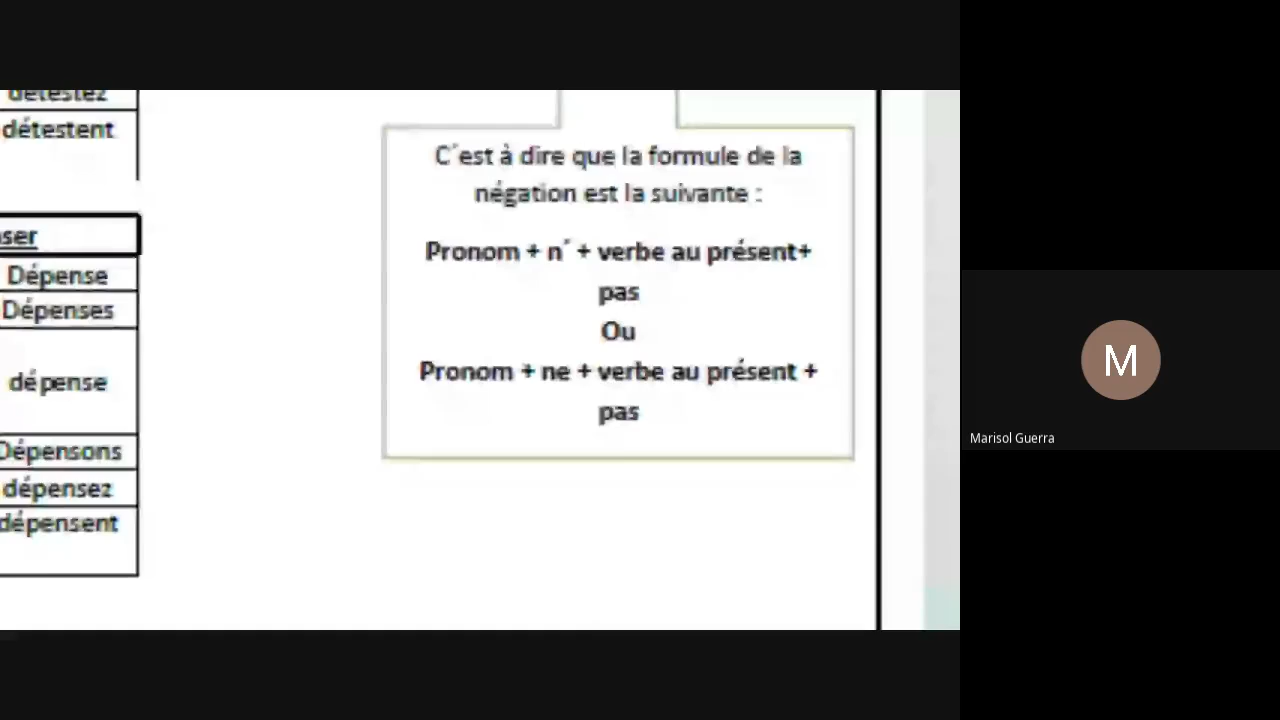 détestez
détestent
ser
Dépense
Dépenses
dépense
Dépensons
dépensez
dépensent
C´est à dire que la formule de la
négation est la suivante :
Pronom + n´ + verbe au présent+
pas
Ou
Pronom + ne + verbe au présent +
pas
M
Marisol Guerra